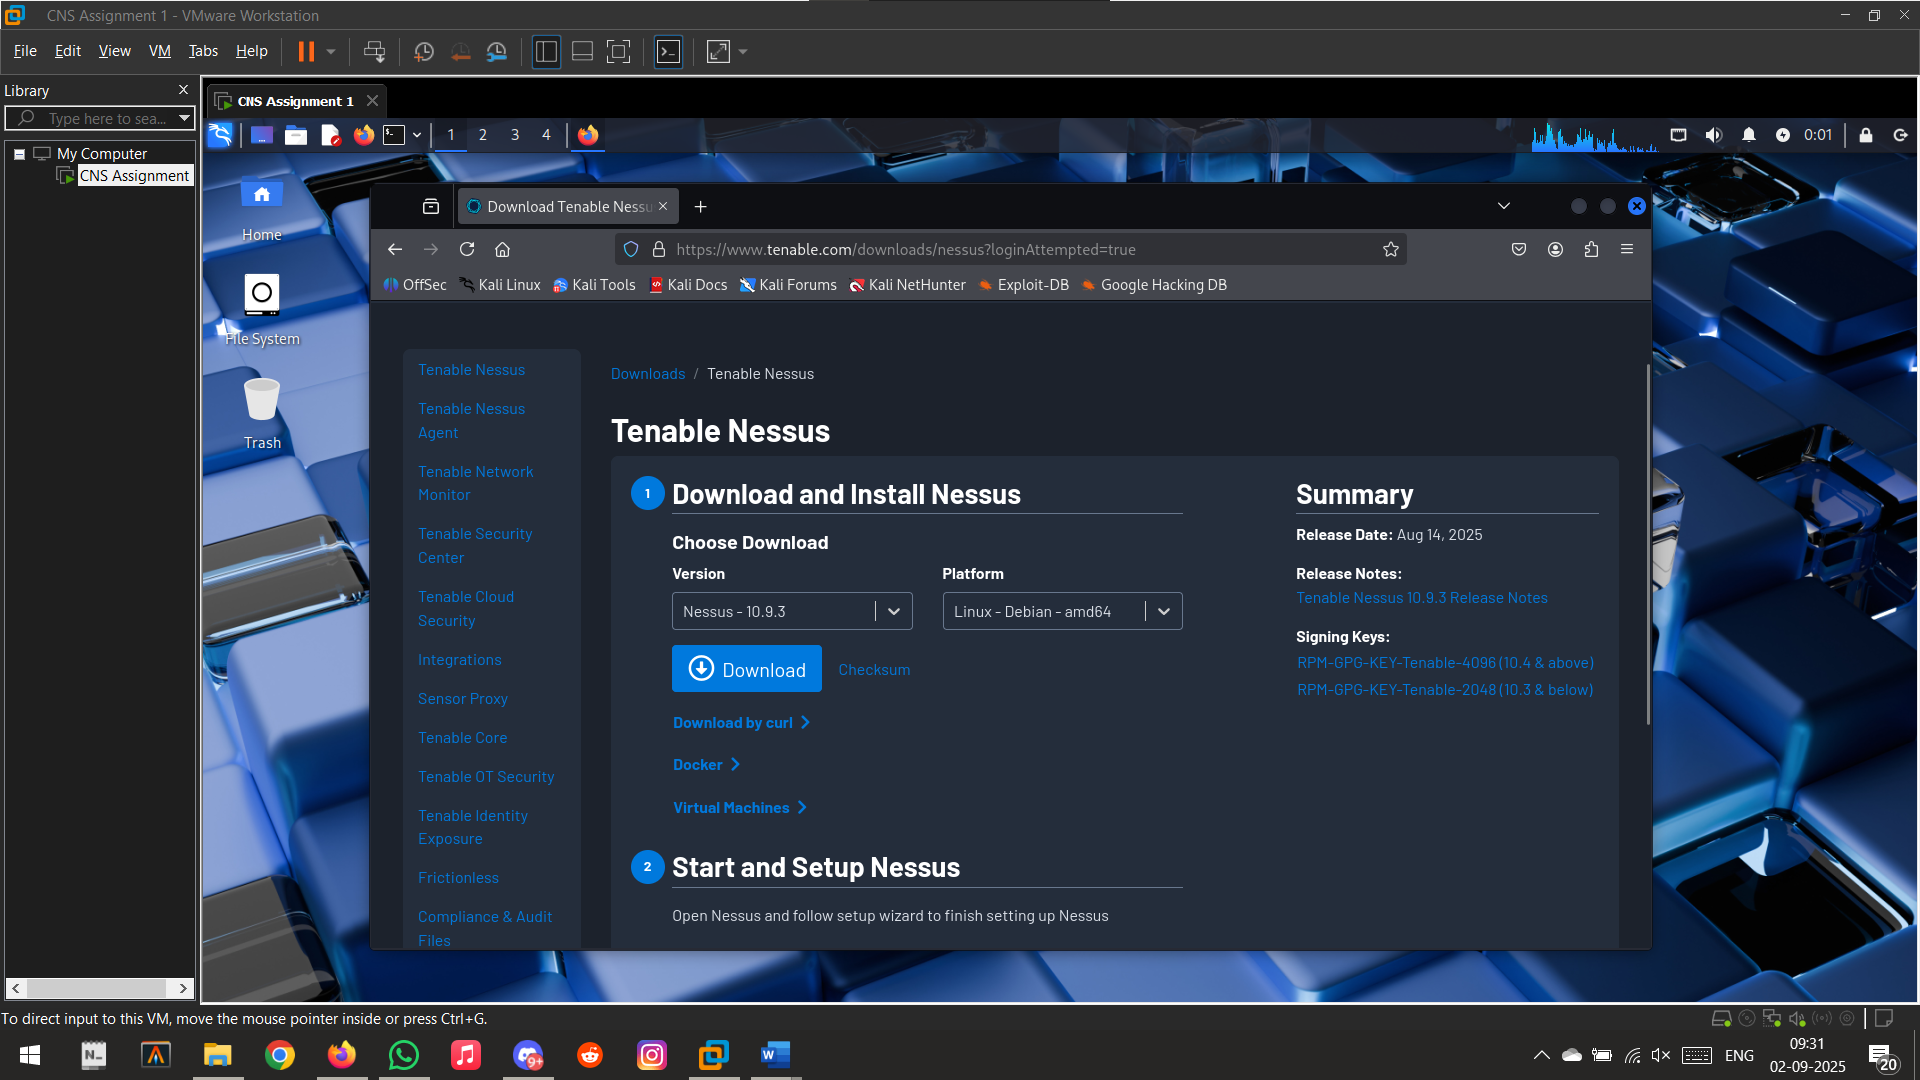 CNS Assignment 1 - VMware Workstation
File Edit View VM Tabs Help
Library
Type here to sea...
My Computer
CNS Assignment
CNS Assignment 1
1 2 3 4
0:01
Home
File System
Trash
Download Tenable Nessu
https://www.tenable.com/downloads/nessus?loginAttempted=true
OffSec Kali Linux Kali Tools Kali Docs Kali Forums Kali NetHunter Exploit-DB Google Hacking DB
Tenable Nessus
Tenable Nessus
Agent
Tenable Network
Monitor
Tenable Security
Center
Tenable Cloud
Security
Integrations
Sensor Proxy
Tenable Core
Tenable OT Security
Tenable Identity
Exposure
Frictionless
Compliance & Audit
Files
Downloads / Tenable Nessus
Tenable Nessus
1 Download and Install Nessus
Choose Download
Version Platform
Nessus - 10.9.3 Linux - Debian - amd64
Download Checksum
Download by curl
Docker
Virtual Machines
2 Start and Setup Nessus
Open Nessus and follow setup wizard to finish setting up Nessus
Summary
Release Date: Aug 14, 2025
Release Notes:
Tenable Nessus 10.9.3 Release Notes
Signing Keys:
RPM-GPG-KEY-Tenable-4096 (10.4 & above)
RPM-GPG-KEY-Tenable-2048 (10.3 & below)
To direct input to this VM, move the mouse pointer inside or press Ctrl+G.
N
9+
W
ENG
09:31
02-09-2025
20